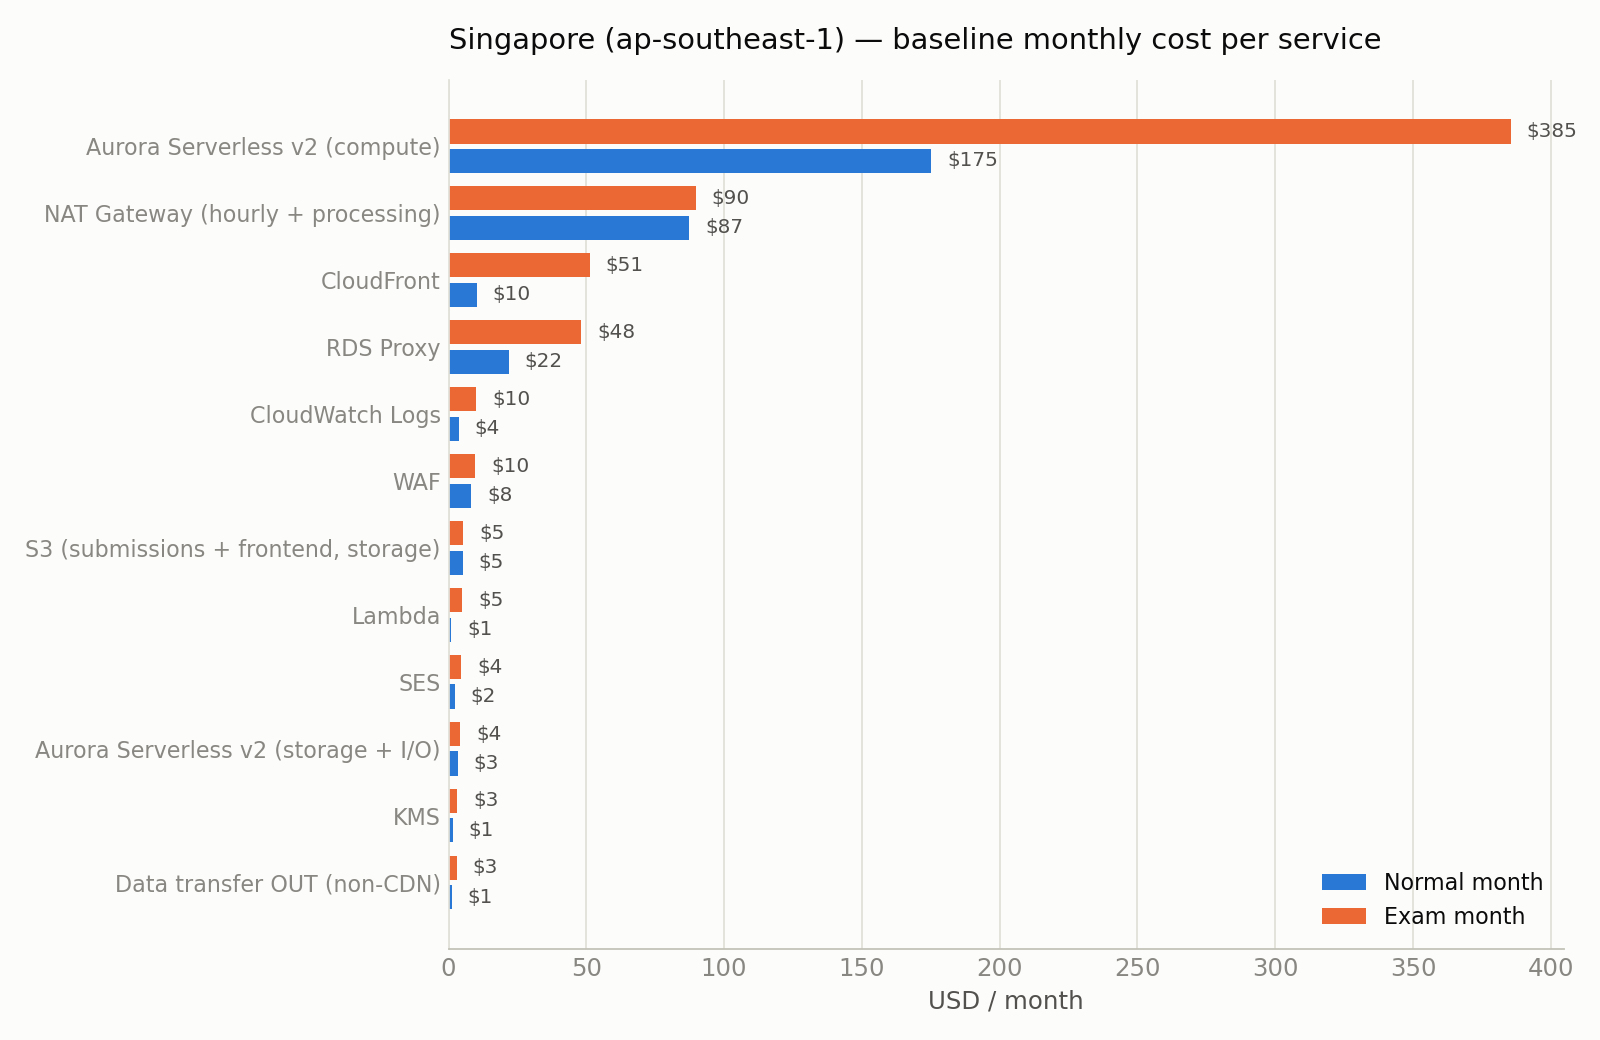 Singapore (ap-southeast-1) — baseline monthly cost per service
Aurora Serverless v2 (compute)
$385
$175
NAT Gateway (hourly + processing)
$90
$87
CloudFront
$51
$10
RDS Proxy
$48
$22
CloudWatch Logs
$10
$4
WAF
$10
$8
S3 (submissions + frontend, storage)
$5
$5
Lambda
$5
$1
SES
$4
$2
Aurora Serverless v2 (storage + I/O)
$4
$3
KMS
$3
$1
Data transfer OUT (non-CDN)
$3
$1
Normal month
Exam month
0 50 100 150 200 250 300 350 400
USD / month